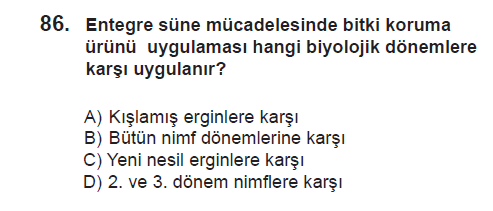 86. Entegre süne mücadelesinde bitki koruma
ürünü uygulaması hangi biyolojik dönemlere
karşı uygulanır?
A) Kışlamış erginlere karşı
B) Bütün nimf dönemlerine karşı
C) Yeni nesil erginlere karşı
D) 2. ve 3. dönem nimflere karşı